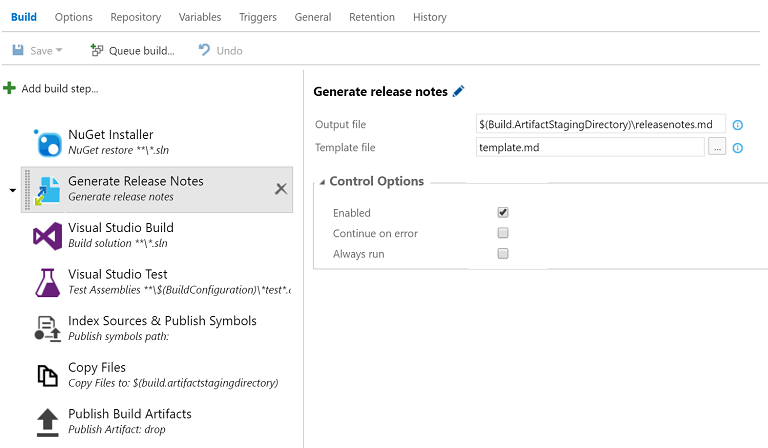 Build Options Repository Variables Triggers General Retention History
Save Queue build... Undo
Add build step...
NuGet Installer
NuGet restore **\*.sln
Generate Release Notes
Generate release notes
Visual Studio Build
Build solution **\*.sln
Visual Studio Test
Test Assemblies **\$(BuildConfiguration)\*test*.
Index Sources & Publish Symbols
Publish symbols path:
Copy Files
Copy Files to: $(build.artifactstagingdirectory)
Publish Build Artifacts
Publish Artifact: drop
Generate release notes
Output file $(Build.ArtifactStagingDirectory)\releasenotes.md
Template file template.md ...
Control Options
Enabled
Continue on error
Always run